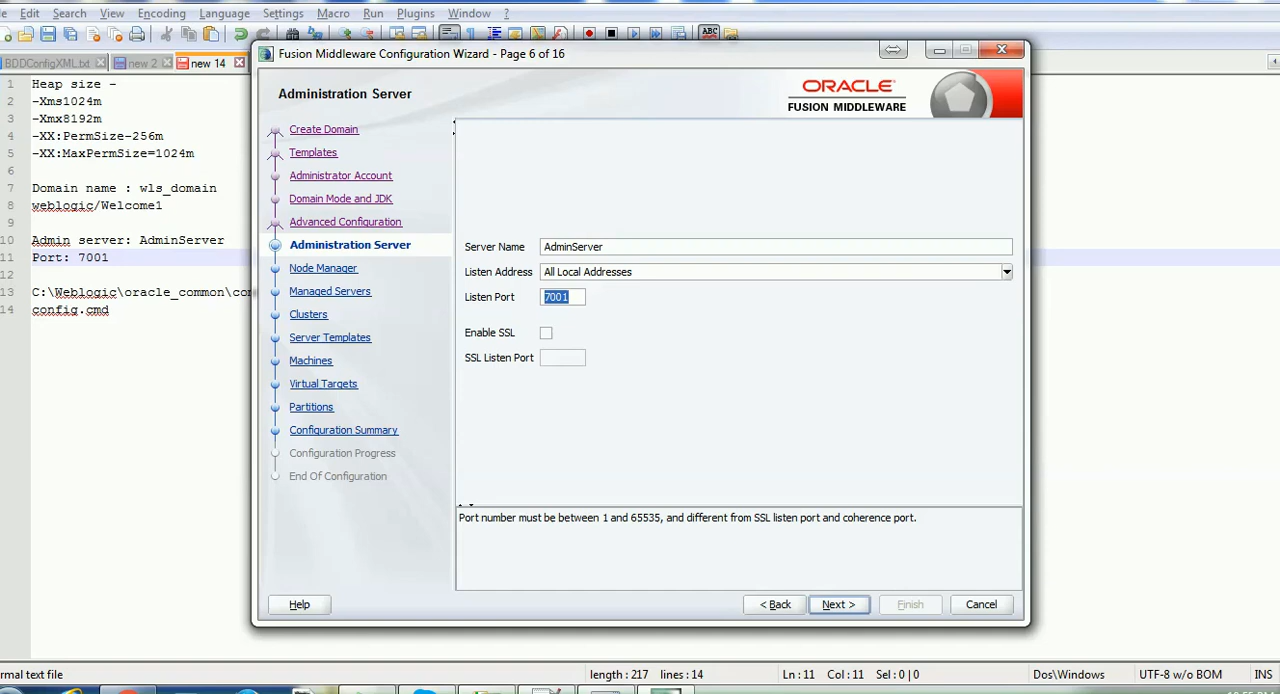 Edit Search View Encoding Language Settings Macro Run Plugins Window ?
BDDConfigXML.txt new 2 new 14
1 Heap size -
2 -Xms1024m
3 -Xmx8192m
4 -XX:PermSize-256m
5 -XX:MaxPermSize=1024m
6
7 Domain name : wls_domain
8 weblogic/Welcome1
9
10 Admin server: AdminServer
11 Port: 7001
12
13 C:\Weblogic\oracle_common\co
14 config.cmd
Fusion Middleware Configuration Wizard - Page 6 of 16
Administration Server
ORACLE
FUSION MIDDLEWARE
Create Domain
Templates
Administrator Account
Domain Mode and JDK
Advanced Configuration
Administration Server
Node Manager
Managed Servers
Clusters
Server Templates
Machines
Virtual Targets
Partitions
Configuration Summary
Configuration Progress
End Of Configuration
Server Name AdminServer
Listen Address All Local Addresses
Listen Port 7001
Enable SSL
SSL Listen Port
Port number must be between 1 and 65535, and different from SSL listen port and coherence port.
Help < Back Next > Finish Cancel
rmal text file length : 217 lines : 14 Ln : 11 Col : 11 Sel : 0 | 0 Dos\Windows UTF-8 w/o BOM INS